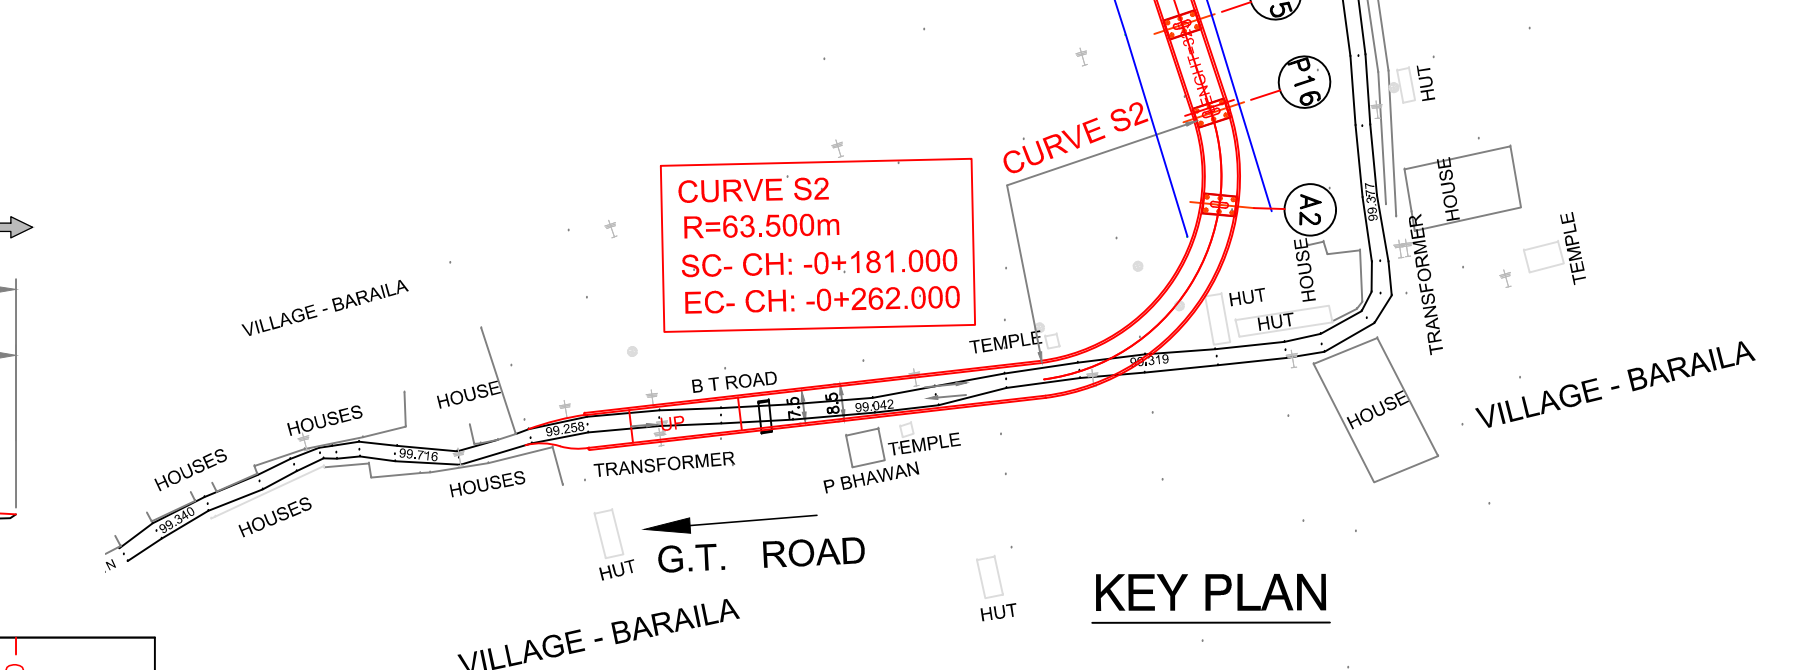 5
P16
HUT
CURVE S2
CURVE S2
R=63.500m
SC- CH: -0+181.000
EC- CH: -0+262.000
A2
99.377
HOUSE
TRANSFORMER
TEMPLE
HOUSE
HUT
HUT
VILLAGE - BARAILA
TEMPLE
99.319
B T ROAD
HOUSE
HOUSES
7.5
8.5
99.042
UP
99.258
HOUSE
VILLAGE - BARAILA
99.716
HOUSES
TRANSFORMER
TEMPLE
P BHAWAN
HOUSES
99.340
HOUSES
G.T. ROAD
HUT
KEY PLAN
HUT
VILLAGE - BARAILA